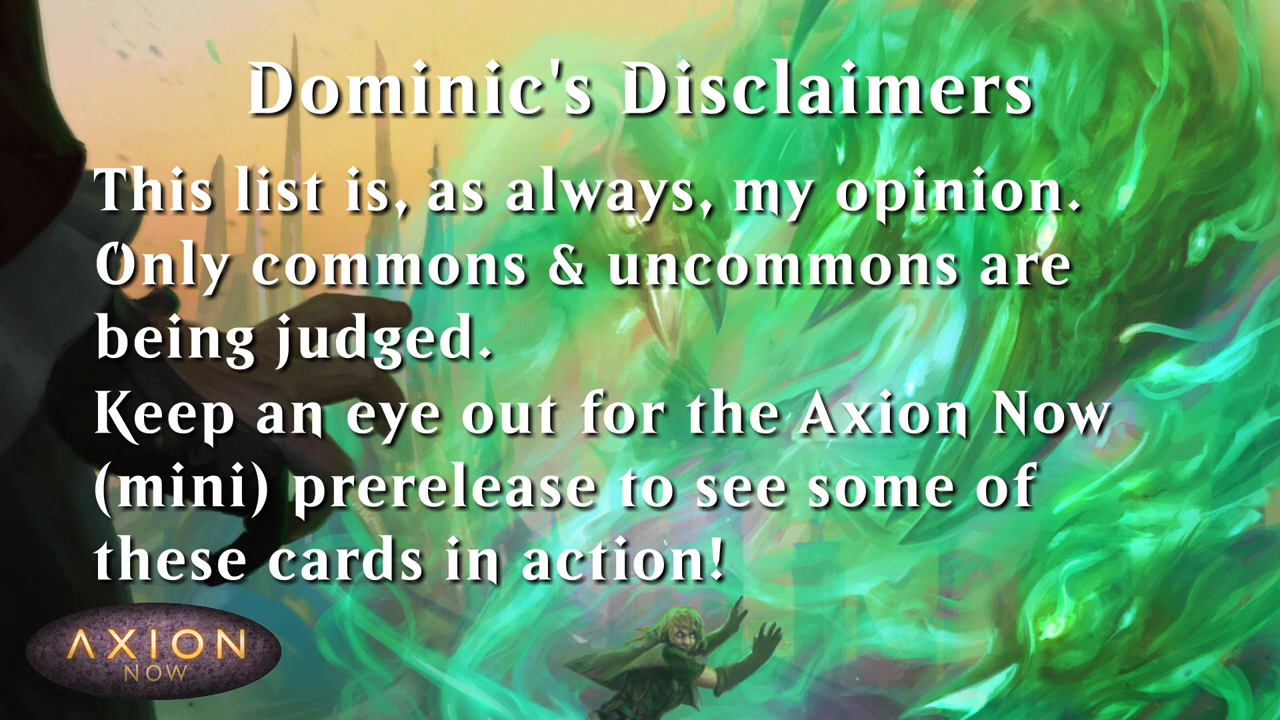 Dominic's Disclaimers
This list is, as always, my opinion.
Only commons & uncommons are
being judged.
Keep an eye out for the Axion Now
(mini) prerelease to see some of
these cards in action!
AXION
NOW